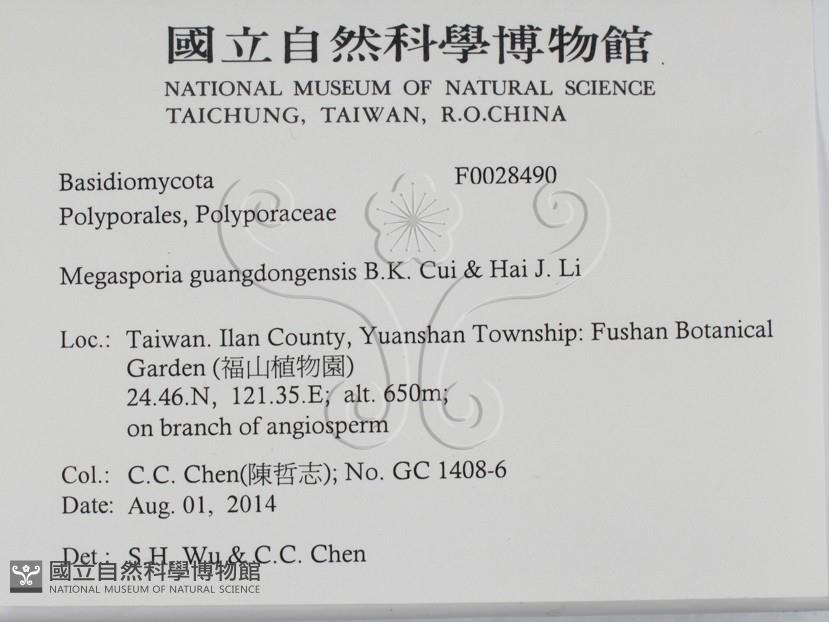 國立自然科學博物館
NATIONAL MUSEUM OF NATURAL SCIENCE
TAICHUNG, TAIWAN, R.O.CHINA
Basidiomycota F0028490
Polyporales, Polyporaceae
Megasporia guangdongensis B.K. Cui & Hai J. Li
Loc.: Taiwan. Ilan County, Yuanshan Township: Fushan Botanical
Garden (福山植物園)
24.46.N, 121.35.E; alt. 650m;
on branch of angiosperm
Col.: C.C. Chen(陳哲志); No. GC 1408-6
Date: Aug. 01, 2014
Det.: S.H. Wu & C.C. Chen
國立自然科學博物館
NATIONAL MUSEUM OF NATURAL SCIENCE